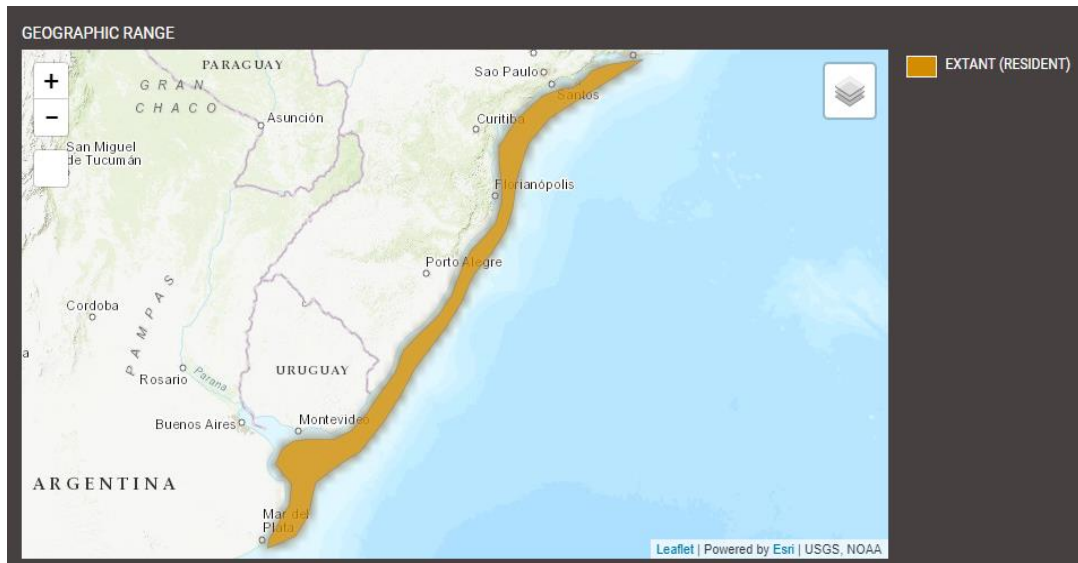 GEOGRAPHIC RANGE
EXTANT (RESIDENT)
+
−
PARAGUAY
GRAN
CHACO
Sao Paulo
Santos
Asunción
Curitiba
San Miguel
de Tucumán
Florianópolis
Porto Alegre
Cordoba
PAMPAS
Rosario
Parana
URUGUAY
Buenos Aires
Montevideo
ARGENTINA
Mar del
Plata
a
Leaflet | Powered by Esri | USGS, NOAA